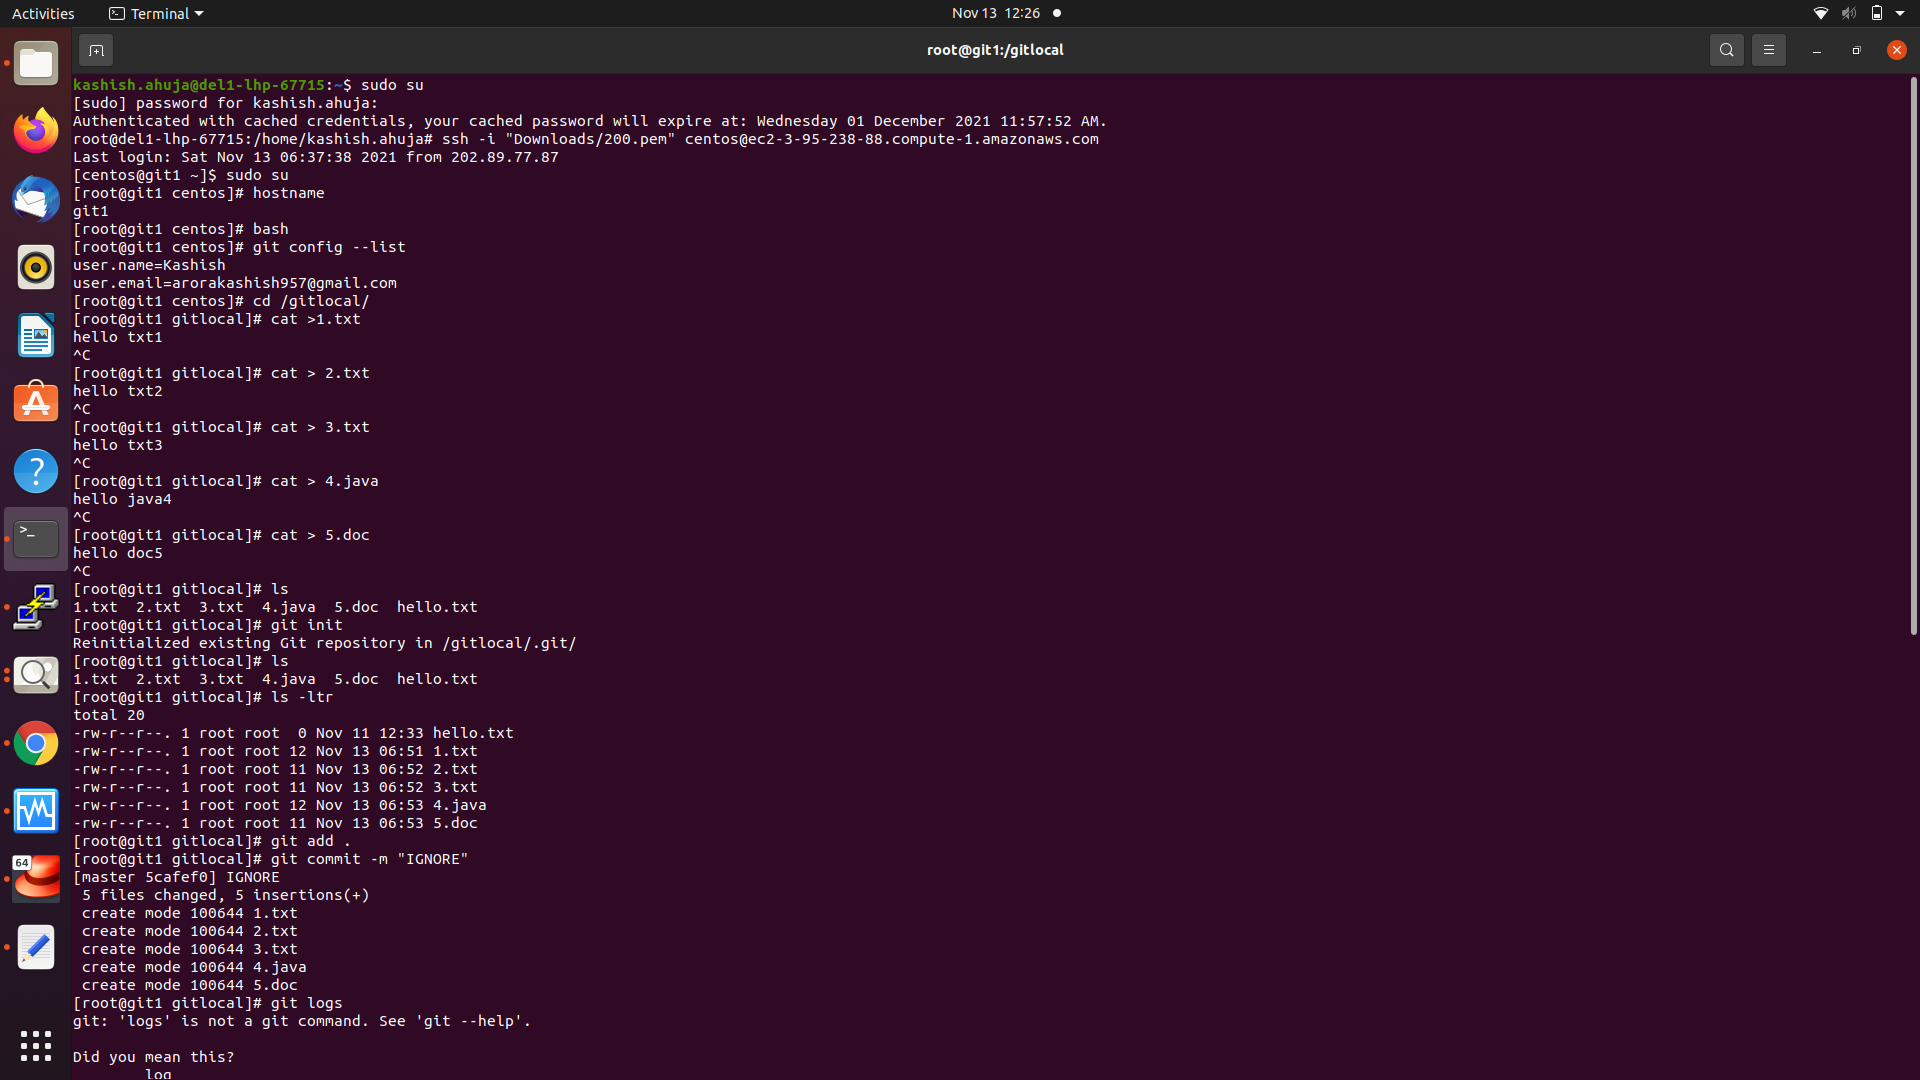 Activities
Terminal
Nov 13 12:26
root@git1:/gitlocal
kashish.ahuja@del1-lhp-67715:~$ sudo su
[sudo] password for kashish.ahuja:
Authenticated with cached credentials, your cached password will expire at: Wednesday 01 December 2021 11:57:52 AM.
root@del1-lhp-67715:/home/kashish.ahuja# ssh -i "Downloads/200.pem" centos@ec2-3-95-238-88.compute-1.amazonaws.com
Last login: Sat Nov 13 06:37:38 2021 from 202.89.77.87
[centos@git1 ~]$ sudo su
[root@git1 centos]# hostname
git1
[root@git1 centos]# bash
[root@git1 centos]# git config --list
user.name=Kashish
user.email=arorakashish957@gmail.com
[root@git1 centos]# cd /gitlocal/
[root@git1 gitlocal]# cat >1.txt
hello txt1
^C
[root@git1 gitlocal]# cat > 2.txt
hello txt2
^C
[root@git1 gitlocal]# cat > 3.txt
hello txt3
^C
[root@git1 gitlocal]# cat > 4.java
hello java4
^C
[root@git1 gitlocal]# cat > 5.doc
hello doc5
^C
[root@git1 gitlocal]# ls
1.txt  2.txt  3.txt  4.java  5.doc  hello.txt
[root@git1 gitlocal]# git init
Reinitialized existing Git repository in /gitlocal/.git/
[root@git1 gitlocal]# ls
1.txt  2.txt  3.txt  4.java  5.doc  hello.txt
[root@git1 gitlocal]# ls -ltr
total 20
-rw-r--r--. 1 root root  0 Nov 11 12:33 hello.txt
-rw-r--r--. 1 root root 12 Nov 13 06:51 1.txt
-rw-r--r--. 1 root root 11 Nov 13 06:52 2.txt
-rw-r--r--. 1 root root 11 Nov 13 06:52 3.txt
-rw-r--r--. 1 root root 12 Nov 13 06:53 4.java
-rw-r--r--. 1 root root 11 Nov 13 06:53 5.doc
[root@git1 gitlocal]# git add .
[root@git1 gitlocal]# git commit -m "IGNORE"
[master 5cafef0] IGNORE
 5 files changed, 5 insertions(+)
 create mode 100644 1.txt
 create mode 100644 2.txt
 create mode 100644 3.txt
 create mode 100644 4.java
 create mode 100644 5.doc
[root@git1 gitlocal]# git logs
git: 'logs' is not a git command. See 'git --help'.
Did you mean this?
log
64